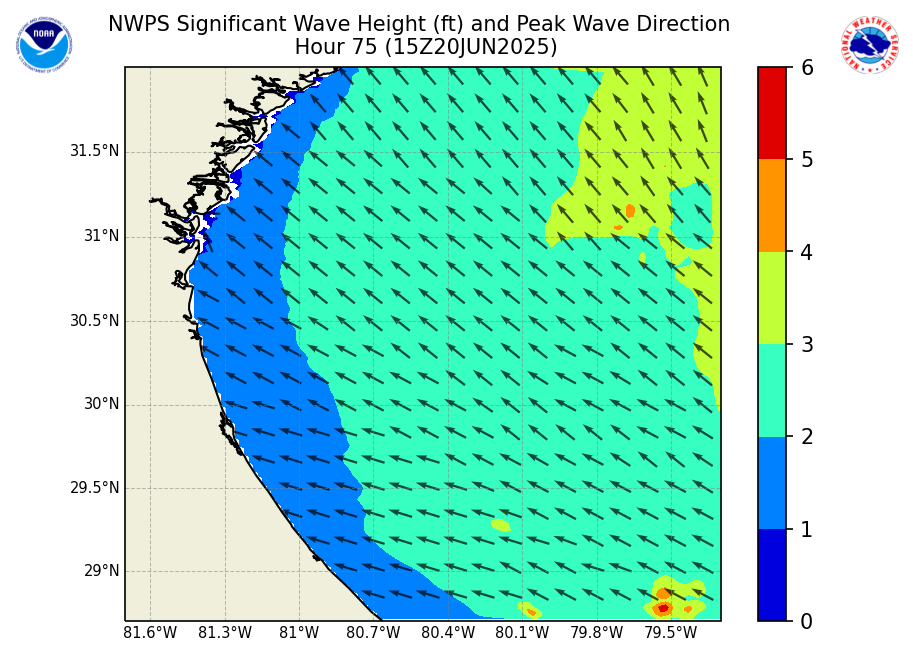 NWPS Significant Wave Height (ft) and Peak Wave Direction
Hour 75 (15Z20JUN2025)
NOAA
NATIONAL WEATHER SERVICE
31.5°N
31°N
30.5°N
30°N
29.5°N
29°N
81.6°W 81.3°W 81°W 80.7°W 80.4°W 80.1°W 79.8°W 79.5°W
6
5
4
3
2
1
0